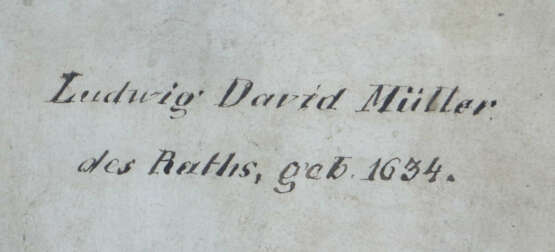 Ludwig David Müller
des Raths, geb. 1634.